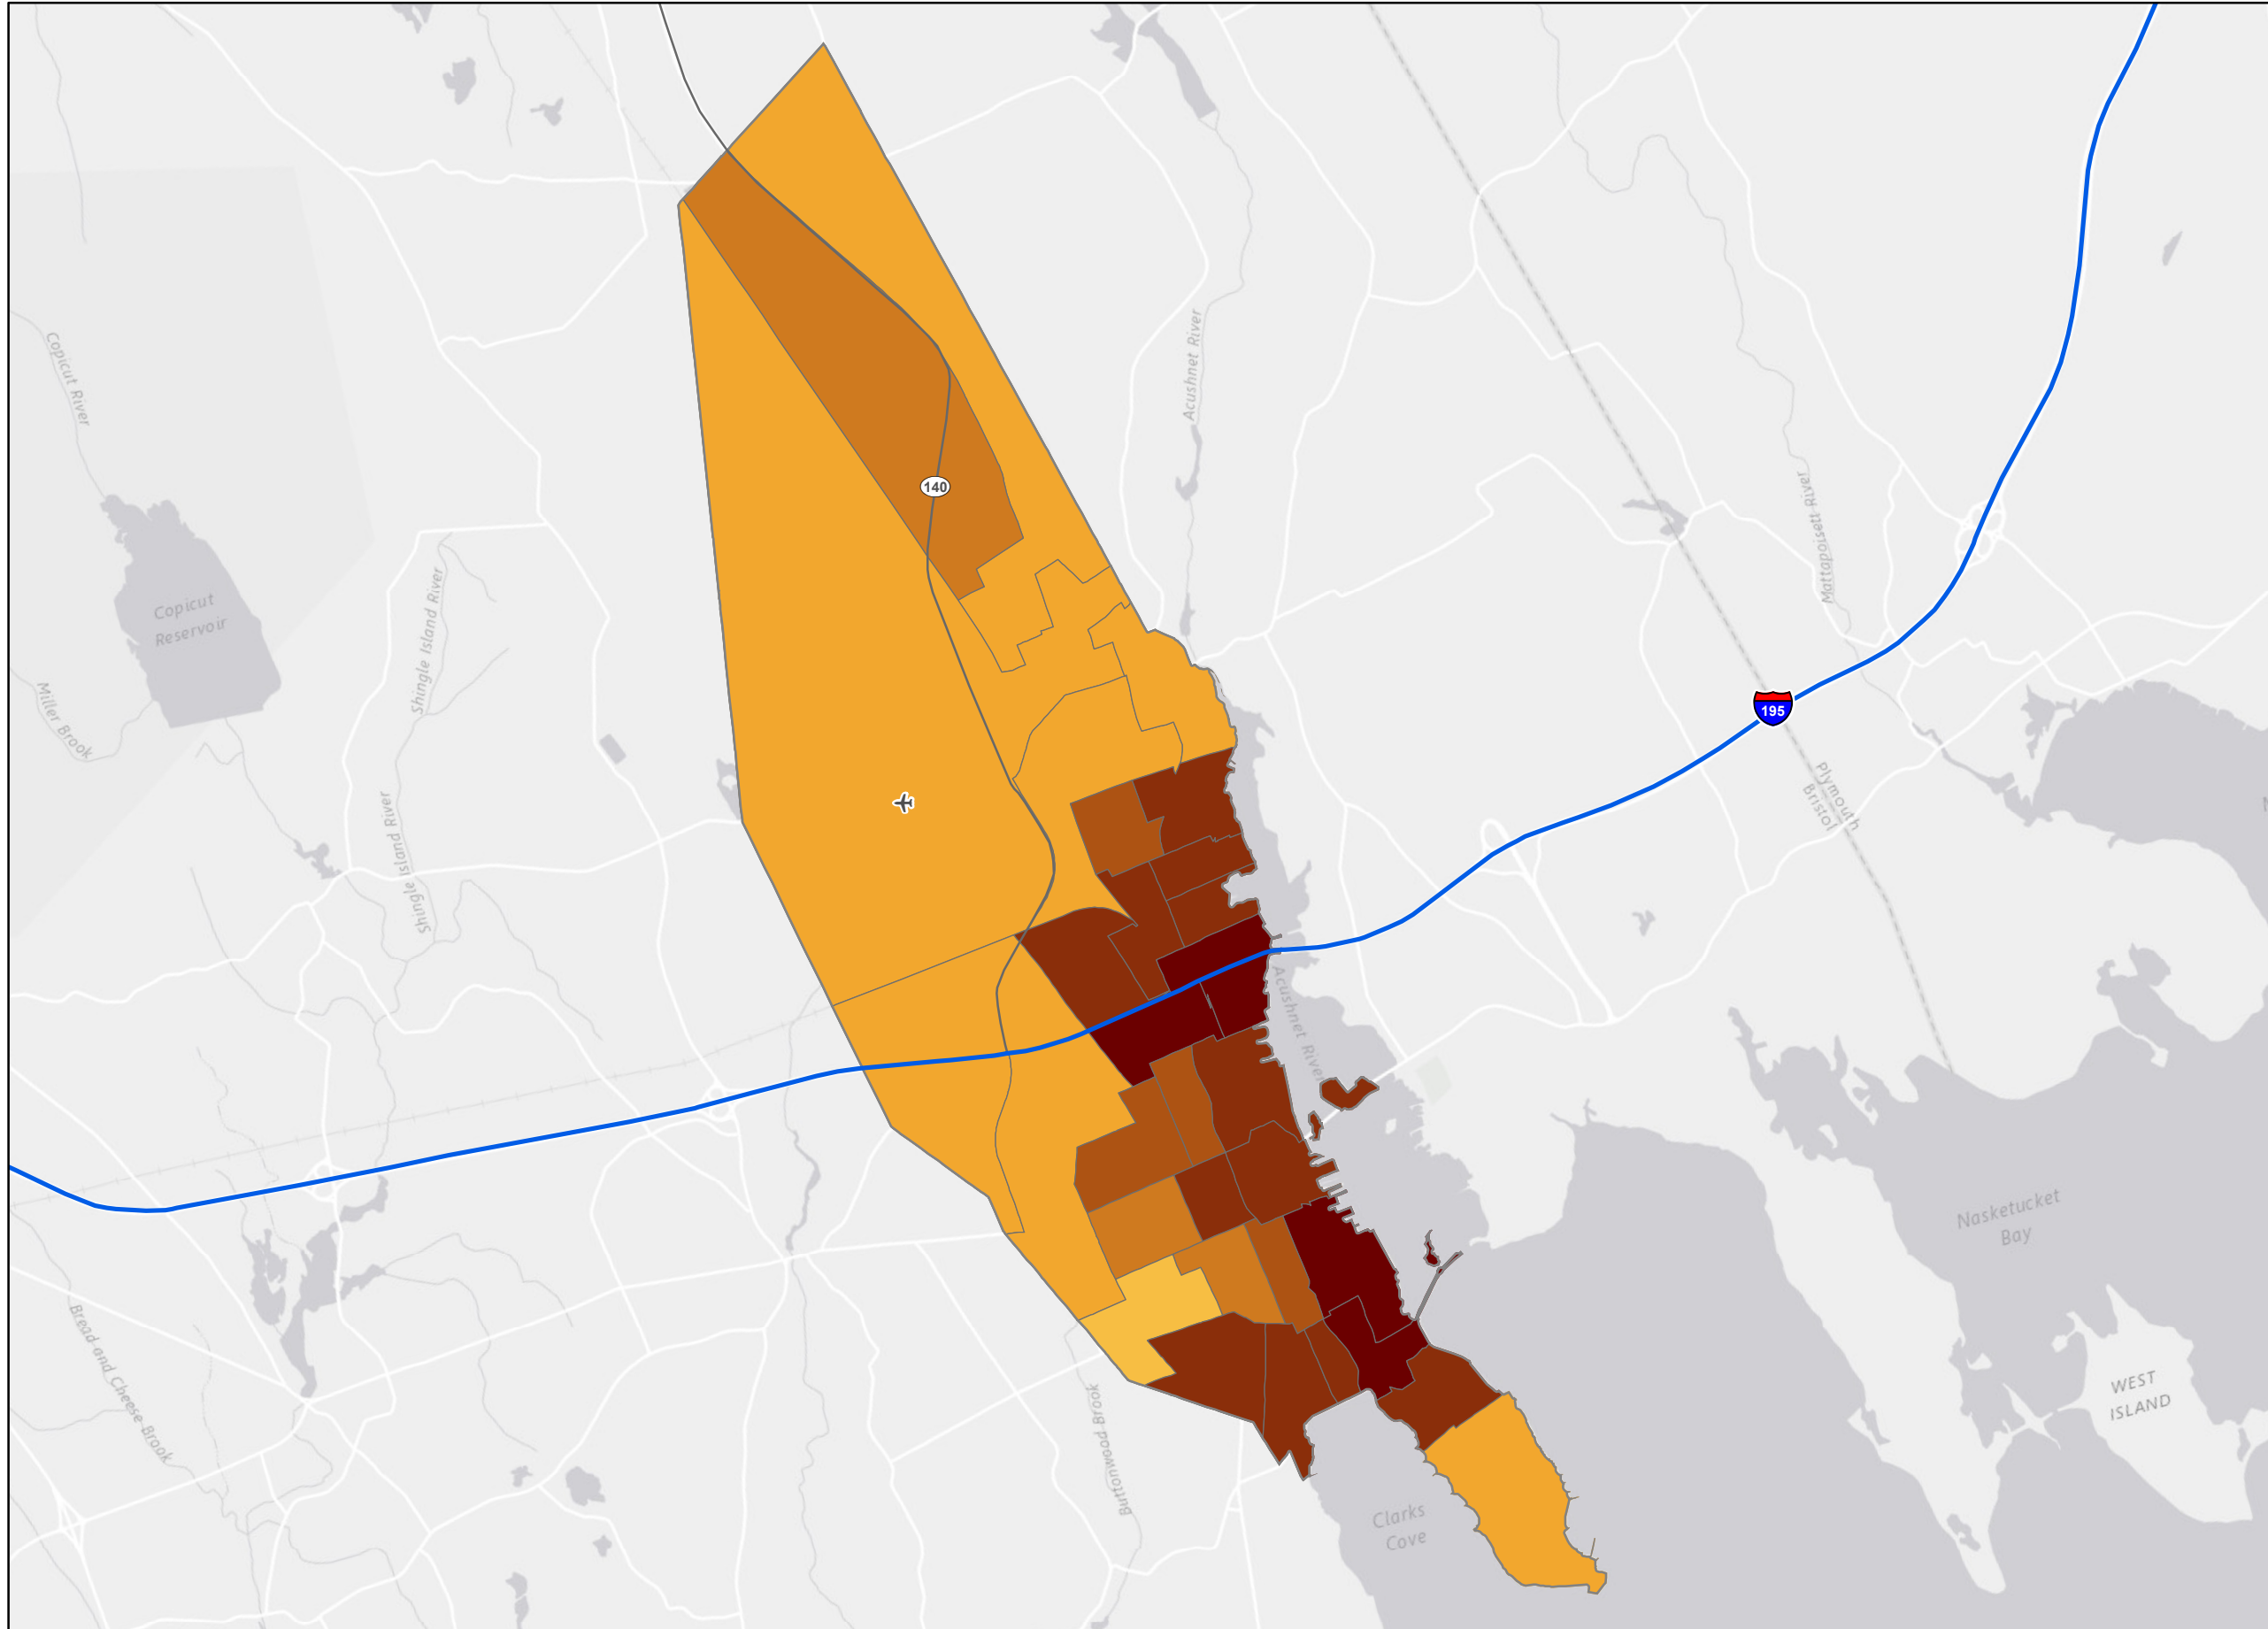 Copicut River
Acushnet River
140
Mattapoisett River
Copicut
Reservoir
Shingle Island River
Miller Brook
195
Plymouth
Bristol
Shingle Island River
Acushnet River
Nasketucket
Bay
Bread and Cheese Brook
Buttonwood Brook
WEST
ISLAND
Clarks
Cove